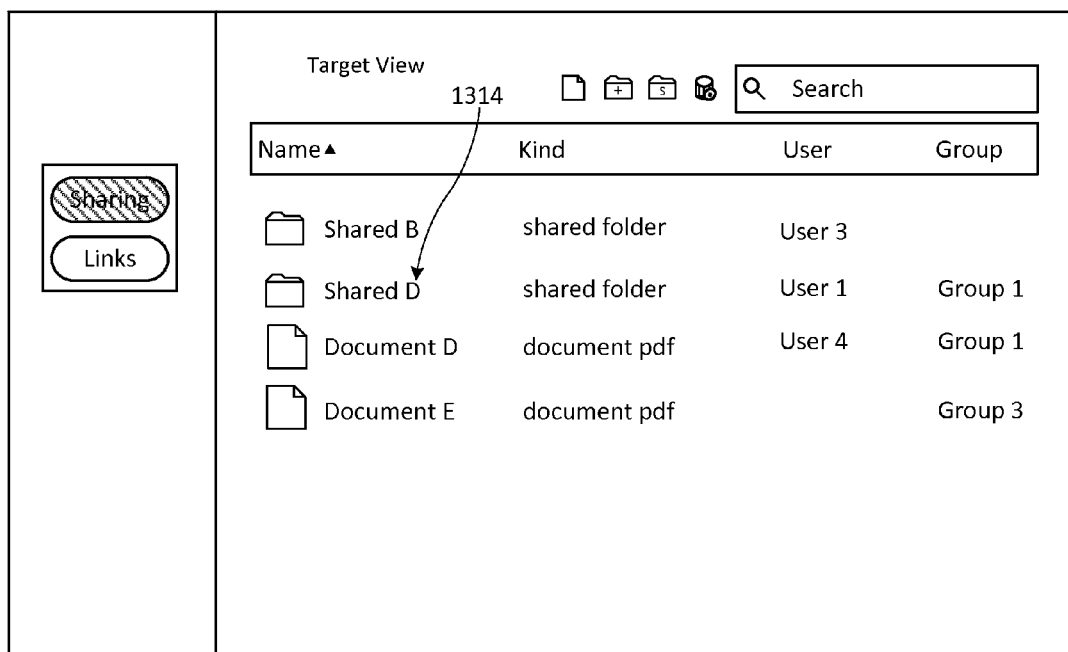 Target View
1314
Search
Name▲ Kind User Group
Sharing
Links
Shared B shared folder User 3
Shared D shared folder User 1 Group 1
Document D document pdf User 4 Group 1
Document E document pdf Group 3
+
S